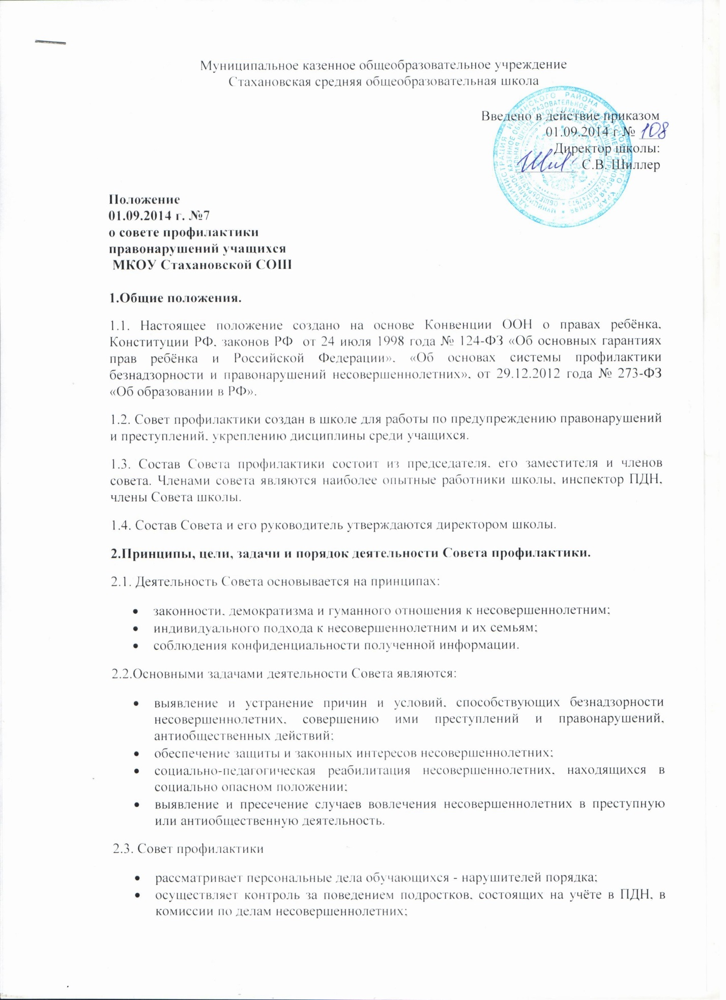 Муниципальное казенное общеобразовательное учреждение
Стахановская средняя общеобразовательная школа
Введено в действие приказом
01.09.2014 г № 108
Директор школы:
С.В. Шиллер
Положение
01.09.2014 г. №7
о совете профилактики
правонарушений учащихся
МКОУ Стахановской СОШ
1.Общие положения.
1.1. Настоящее положение создано на основе Конвенции ООН о правах ребёнка,
Конституции РФ, законов РФ от 24 июля 1998 года № 124-ФЗ «Об основных гарантиях
прав ребёнка и Российской Федерации», «Об основах системы профилактики
безнадзорности и правонарушений несовершеннолетних», от 29.12.2012 года № 273-ФЗ
«Об образовании в РФ».
1.2. Совет профилактики создан в школе для работы по предупреждению правонарушений
и преступлений, укреплению дисциплины среди учащихся.
1.3. Состав Совета профилактики состоит из председателя, его заместителя и членов
совета. Членами совета являются наиболее опытные работники школы, инспектор ПДН,
члены Совета школы.
1.4. Состав Совета и его руководитель утверждаются директором школы.
2.Принципы, цели, задачи и порядок деятельности Совета профилактики.
2.1. Деятельность Совета основывается на принципах:
• законности, демократизма и гуманного отношения к несовершеннолетним;
• индивидуального подхода к несовершеннолетним и их семьям;
• соблюдения конфиденциальности полученной информации.
2.2.Основными задачами деятельности Совета являются:
• выявление и устранение причин и условий, способствующих безнадзорности
несовершеннолетних, совершению ими преступлений и правонарушений,
антиобщественных действий;
• обеспечение защиты и законных интересов несовершеннолетних;
• социально-педагогическая реабилитация несовершеннолетних, находящихся в
социально опасном положении;
• выявление и пресечение случаев вовлечения несовершеннолетних в преступную
или антиобщественную деятельность.
2.3. Совет профилактики
• рассматривает персональные дела обучающихся - нарушителей порядка;
• осуществляет контроль за поведением подростков, состоящих на учёте в ПДН, в
комиссии по делам несовершеннолетних;